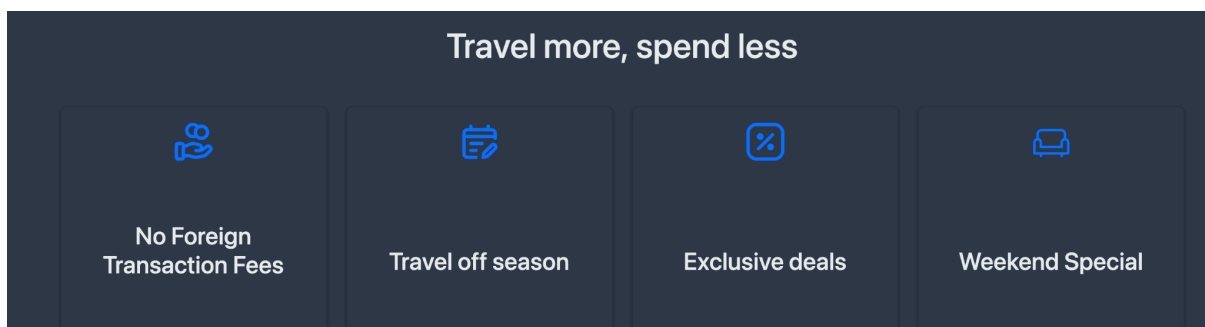 Travel more, spend less
No Foreign
Transaction Fees
Travel off season
Exclusive deals
Weekend Special